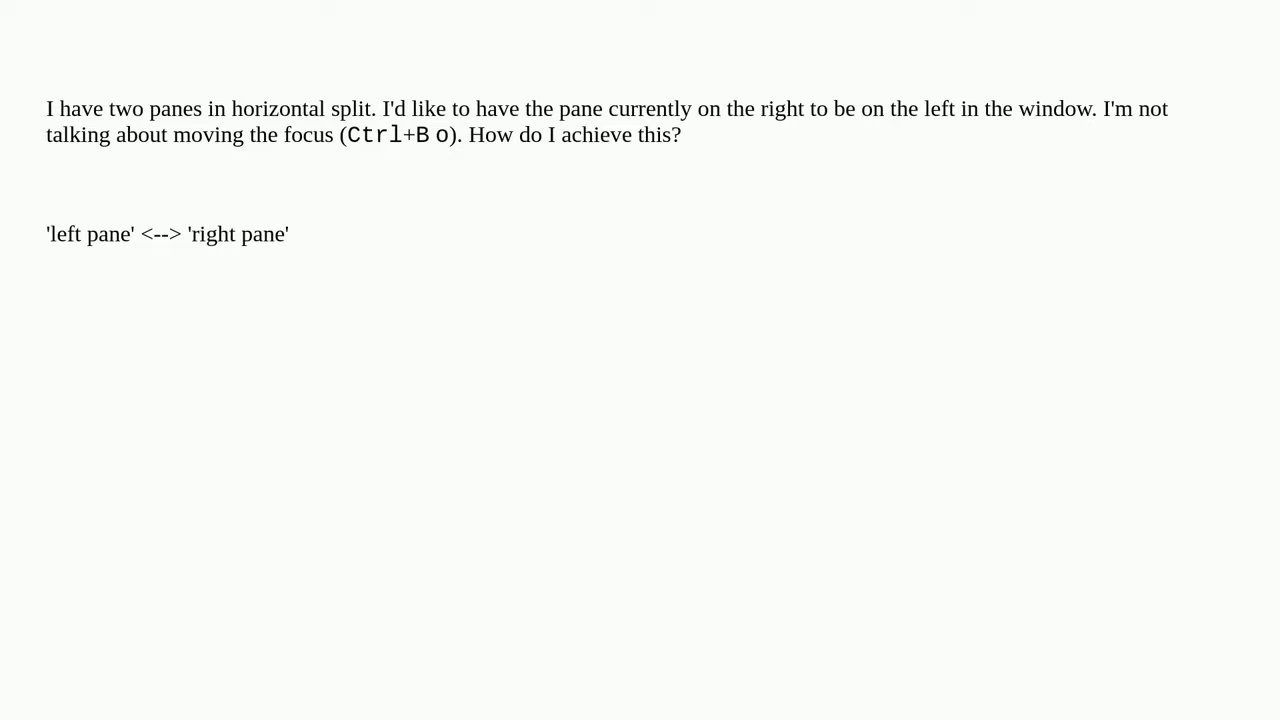 I have two panes in horizontal split. I'd like to have the pane currently on the right to be on the left in the window. I'm not
talking about moving the focus (Ctrl+B o). How do I achieve this?
'left pane' <--> 'right pane'